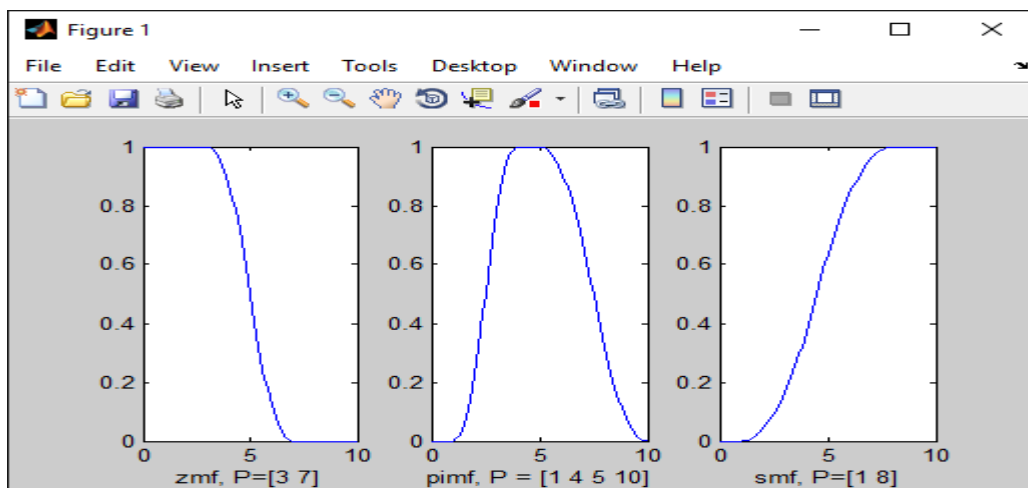 Figure 1
File Edit View Insert Tools Desktop Window Help
1 1 1
0.8 0.8 0.8
0.6 0.6 0.6
0.4 0.4 0.4
0.2 0.2 0.2
0 0 0
0 5 10 0 5 10 0 5 10
zmf, P=[3 7] pimf, P = [1 4 5 10] smf, P=[1 8]